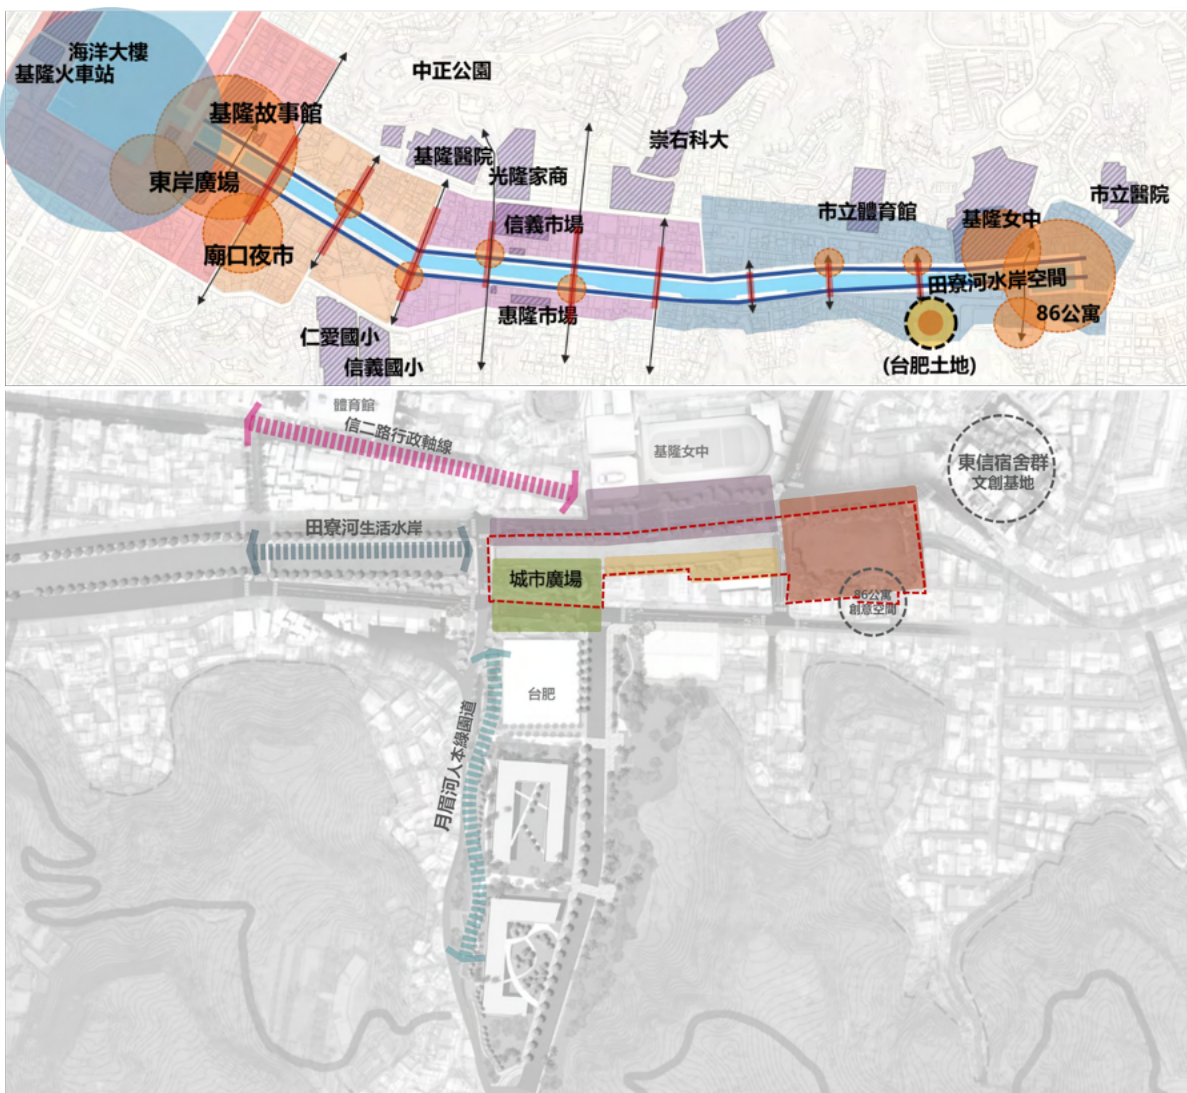 海洋大樓
基隆火車站
中正公園
基隆故事館
崇右科大
基隆醫院
光隆家商
東岸廣場
市立醫院
信義市場
市立體育館
基隆女中
廟口夜市
田寮河水岸空間
惠隆市場
86公寓
仁愛國小
信義國小
(台肥土地)
體育館
信二路行政軸線
基隆女中
東信宿舍群
文創基地
田寮河生活水岸
城市廣場
86公寓
創意空間
台肥
月眉河人本綠園道